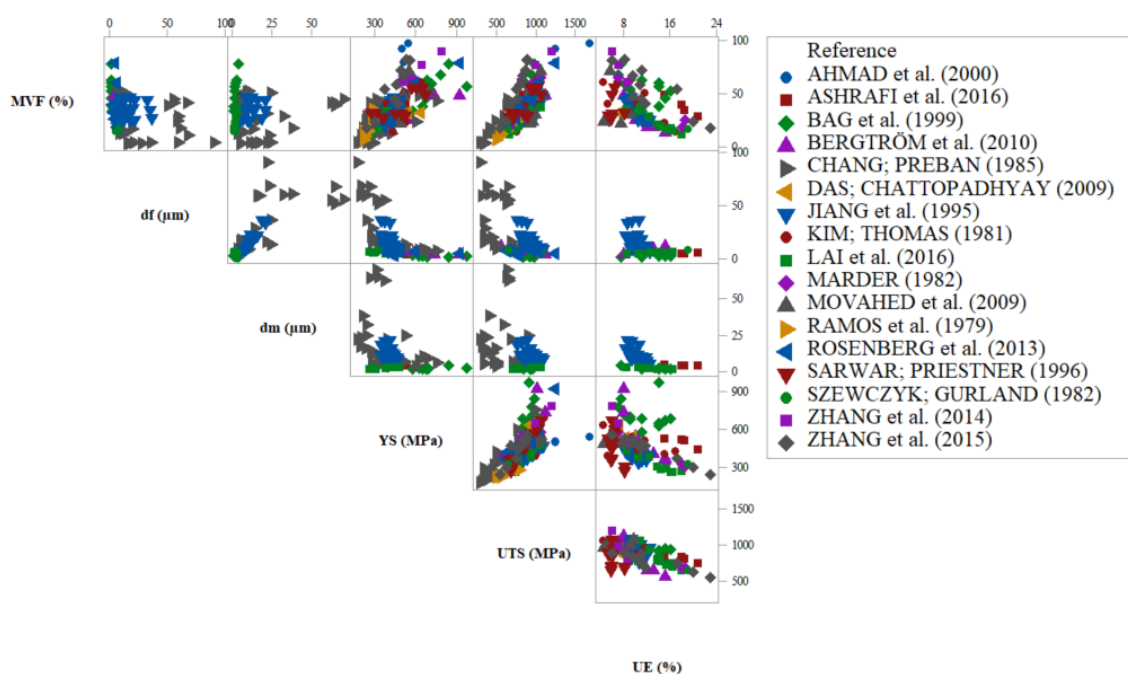 0 50 100 0 25 50 300 600 900 500 1000 1500 8 16 24
MVF (%)
100
50
0
df (µm)
100
50
0
dm (µm)
50
25
0
YS (MPa)
900
600
300
UTS (MPa)
1500
1000
500
UE (%)
Reference
AHMAD et al. (2000)
ASHRAFI et al. (2016)
BAG et al. (1999)
BERGTRÖM et al. (2010)
CHANG; PREBAN (1985)
DAS; CHATTOPADHYAY (2009)
JIANG et al. (1995)
KIM; THOMAS (1981)
LAI et al. (2016)
MARDER (1982)
MOVAHED et al. (2009)
RAMOS et al. (1979)
ROSENBERG et al. (2013)
SARWAR; PRIESTNER (1996)
SZEWCZYK; GURLAND (1982)
ZHANG et al. (2014)
ZHANG et al. (2015)